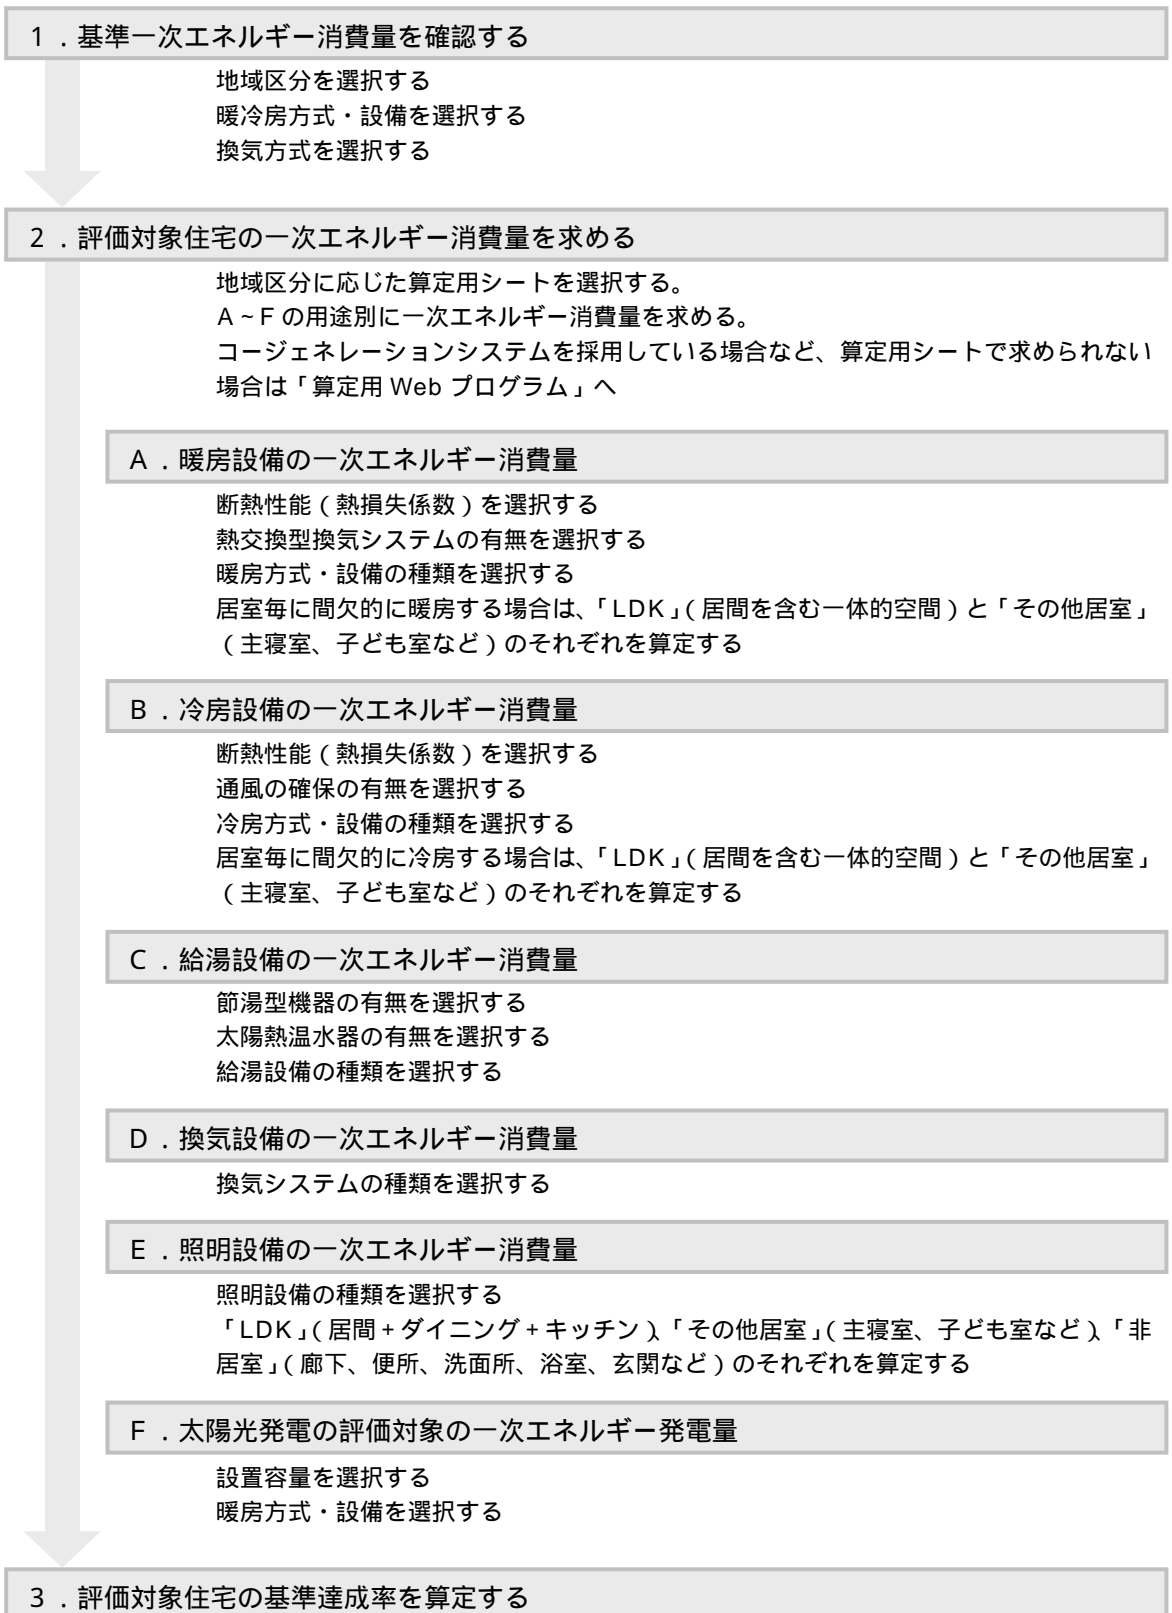 1．基準一次エネルギー消費量を確認する
地域区分を選択する
暖冷房方式・設備を選択する
換気方式を選択する
2．評価対象住宅の一次エネルギー消費量を求める
地域区分に応じた算定用シートを選択する。
A~Fの用途別に一次エネルギー消費量を求める。
コージェネレーションシステムを採用している場合など、算定用シートで求められない
場合は「算定用 Web プログラム」へ
A．暖房設備の一次エネルギー消費量
断熱性能（熱損失係数）を選択する
熱交換型換気システムの有無を選択する
暖房方式・設備の種類を選択する
居室毎に間欠的に暖房する場合は、「LDK」（居間を含む一体的空間）と「その他居室」
（主寝室、子ども室など）のそれぞれを算定する
B．冷房設備の一次エネルギー消費量
断熱性能（熱損失係数）を選択する
通風の確保の有無を選択する
冷房方式・設備の種類を選択する
居室毎に間欠的に冷房する場合は、「LDK」（居間を含む一体的空間）と「その他居室」
（主寝室、子ども室など）のそれぞれを算定する
C．給湯設備の一次エネルギー消費量
節湯型機器の有無を選択する
太陽熱温水器の有無を選択する
給湯設備の種類を選択する
D．換気設備の一次エネルギー消費量
換気システムの種類を選択する
E．照明設備の一次エネルギー消費量
照明設備の種類を選択する
「LDK」（居間+ダイニング+キッチン）、「その他居室」（主寝室、子ども室など）、「非
居室」（廊下、便所、洗面所、浴室、玄関など）のそれぞれを算定する
F．太陽光発電の評価対象の一次エネルギー発電量
設置容量を選択する
暖房方式・設備を選択する
3．評価対象住宅の基準達成率を算定する